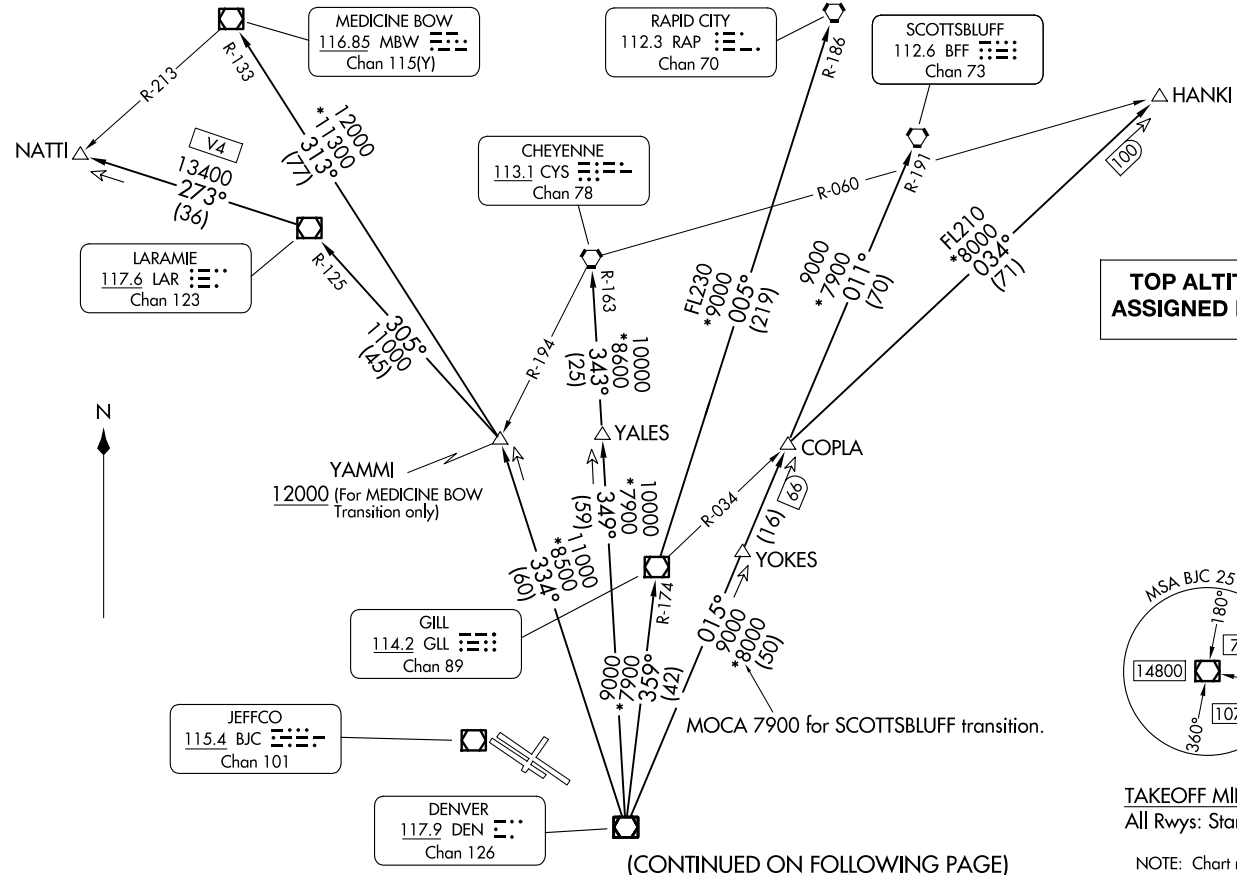 MEDICINE BOW
116.85 MBW
Chan 115(Y)
RAPID CITY
112.3 RAP
Chan 70
SCOTTSBLUFF
112.6 BFF
Chan 73
R-213
R-133
R-186
HANKI
NATTI
V4
13400
273°
(36)
12000
*11300
313°
(77)
CHEYENNE
113.1 CYS
Chan 78
R-060
R-191
100
LARAMIE
117.6 LAR
Chan 123
R-125
305°
11000
(45)
R-163
R-194
10000
*8600
343°
(25)
FL230
*9000
005°
(219)
9000
*7900
011°
(70)
FL210
*8000
034°
(71)
TOP ALTIT
ASSIGNED
N
YAMMI
12000 (For MEDICINE BOW
Transition only)
YALES
COPLA
66
(16)
R-034
YOKES
11000
*8500
334°
(60)
10000
*7900
349°
(59)
R-174
GILL
114.2 GLL
Chan 89
9000
*7900
359°
(42)
015°
9000
*8000
(50)
MOCA 7900 for SCOTTSBLUFF transition.
MSA BJC 25
180°
14800
7
107
360°
JEFFCO
115.4 BJC
Chan 101
DENVER
117.9 DEN
Chan 126
(CONTINUED ON FOLLOWING PAGE)
TAKEOFF MI
All Rwys: Sta
NOTE: Chart